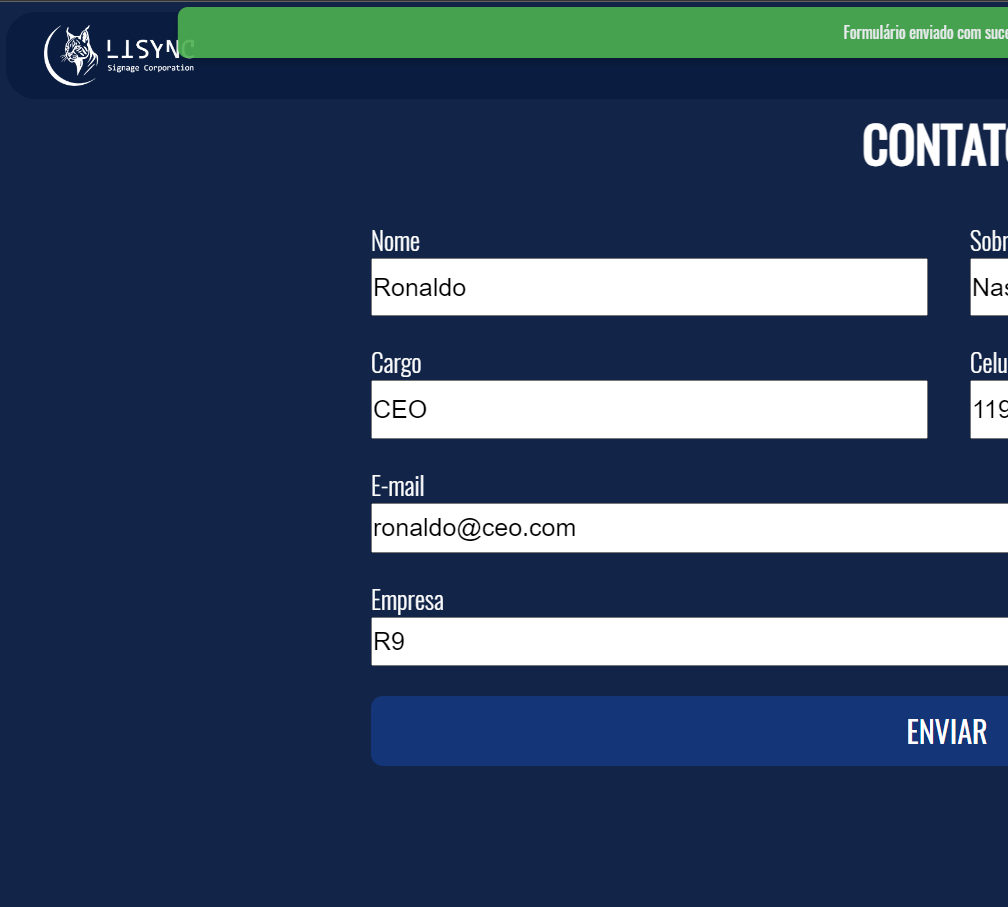 Formulário enviado com suce
LISYNC
Signage Corporation
CONTATO
Nome
Sobr
Ronaldo
Nas
Cargo
Celu
CEO
119
E-mail
ronaldo@ceo.com
Empresa
R9
ENVIAR